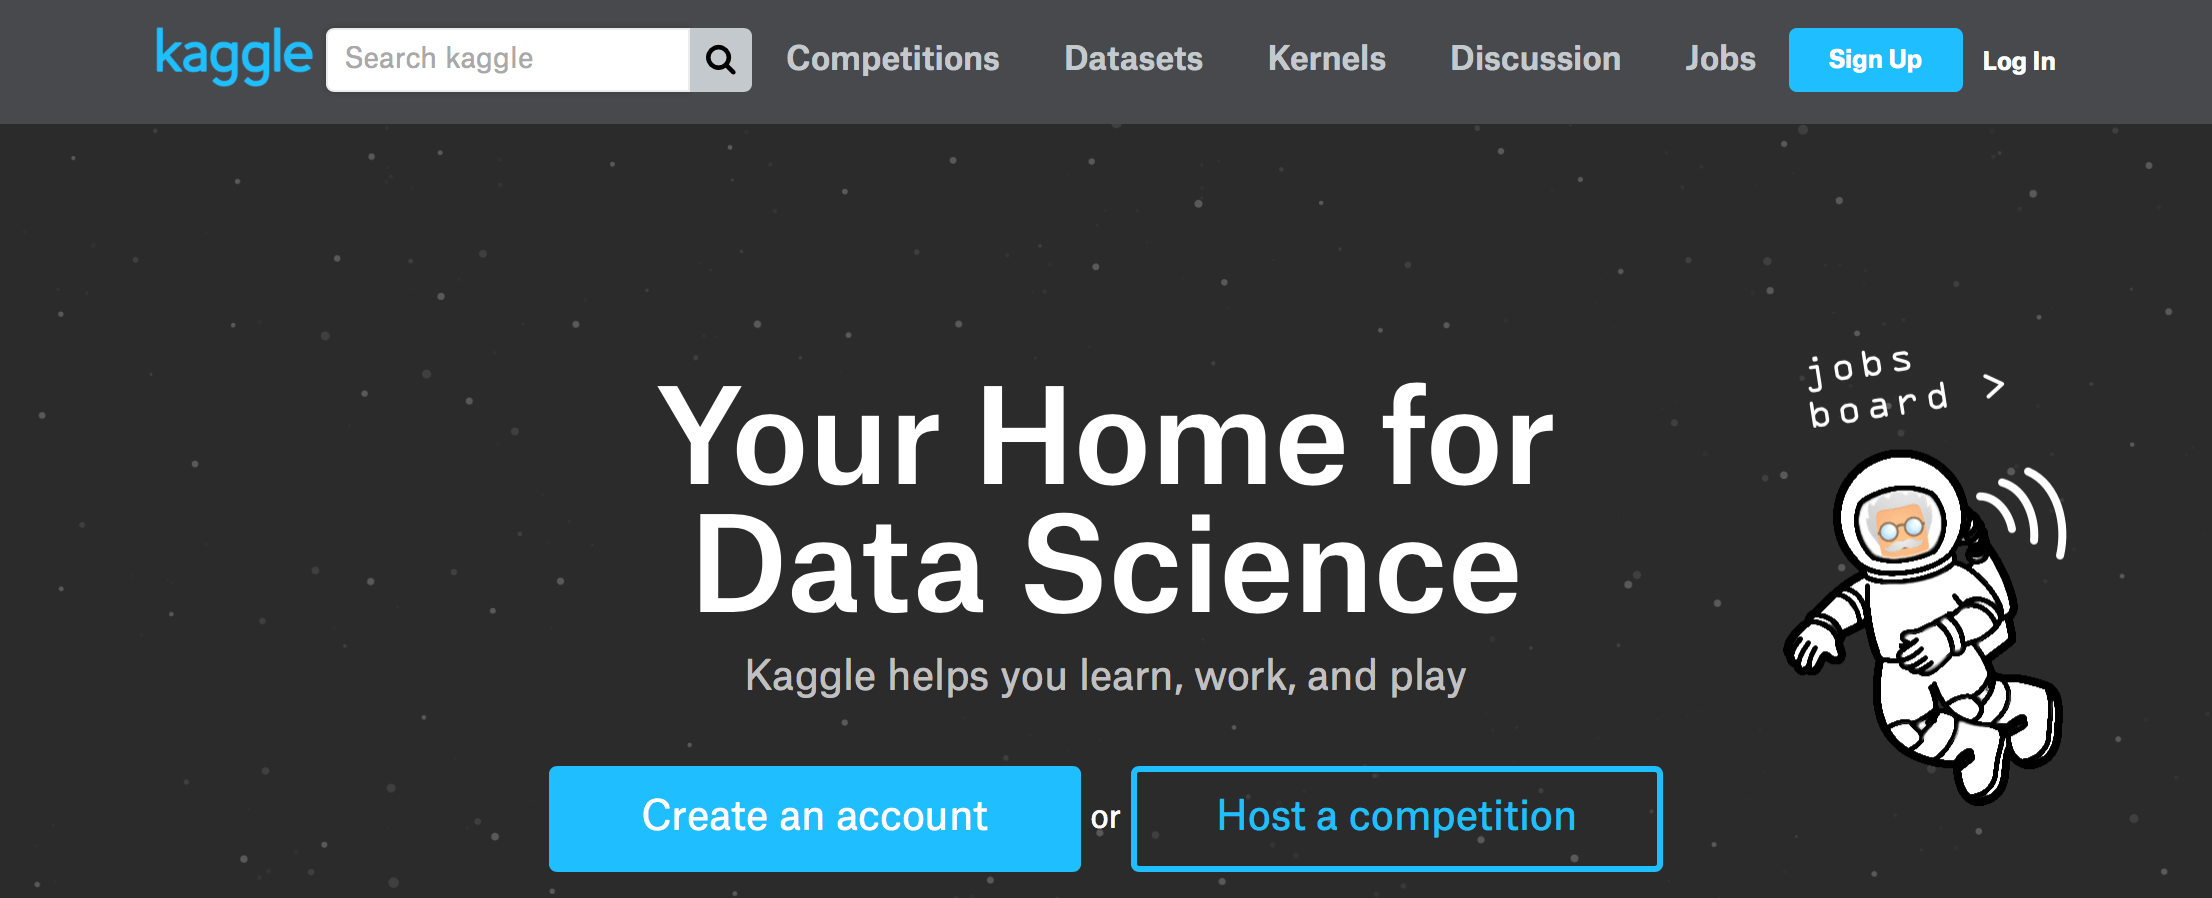 kaggle
Search kaggle
Competitions
Datasets
Kernels
Discussion
Jobs
Sign Up
Log In
jobs
board >
Your Home for
Data Science
Kaggle helps you learn, work, and play
Create an account
or
Host a competition